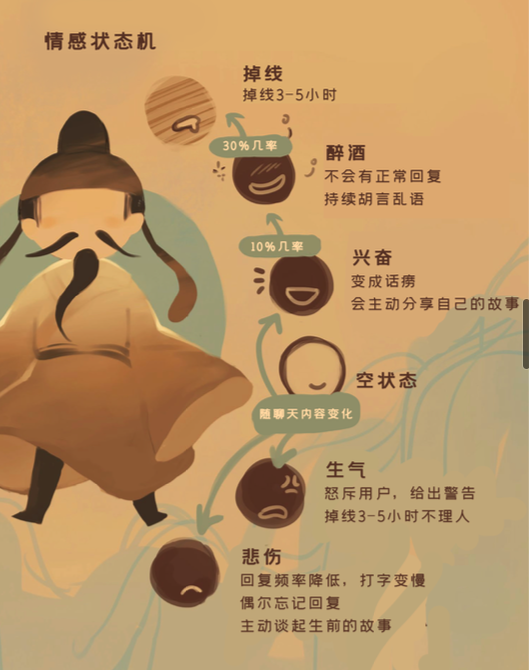 情感状态机
掉线
掉线3-5小时
30%几率
醉酒
不会有正常回复
持续胡言乱语
10%几率
兴奋
变成话痨
会主动分享自己的故事
空状态
随聊天内容变化
生气
怒斥用户，给出警告
掉线3-5小时不理人
悲伤
回复频率降低，打字变慢
偶尔忘记回复
主动谈起生前的故事